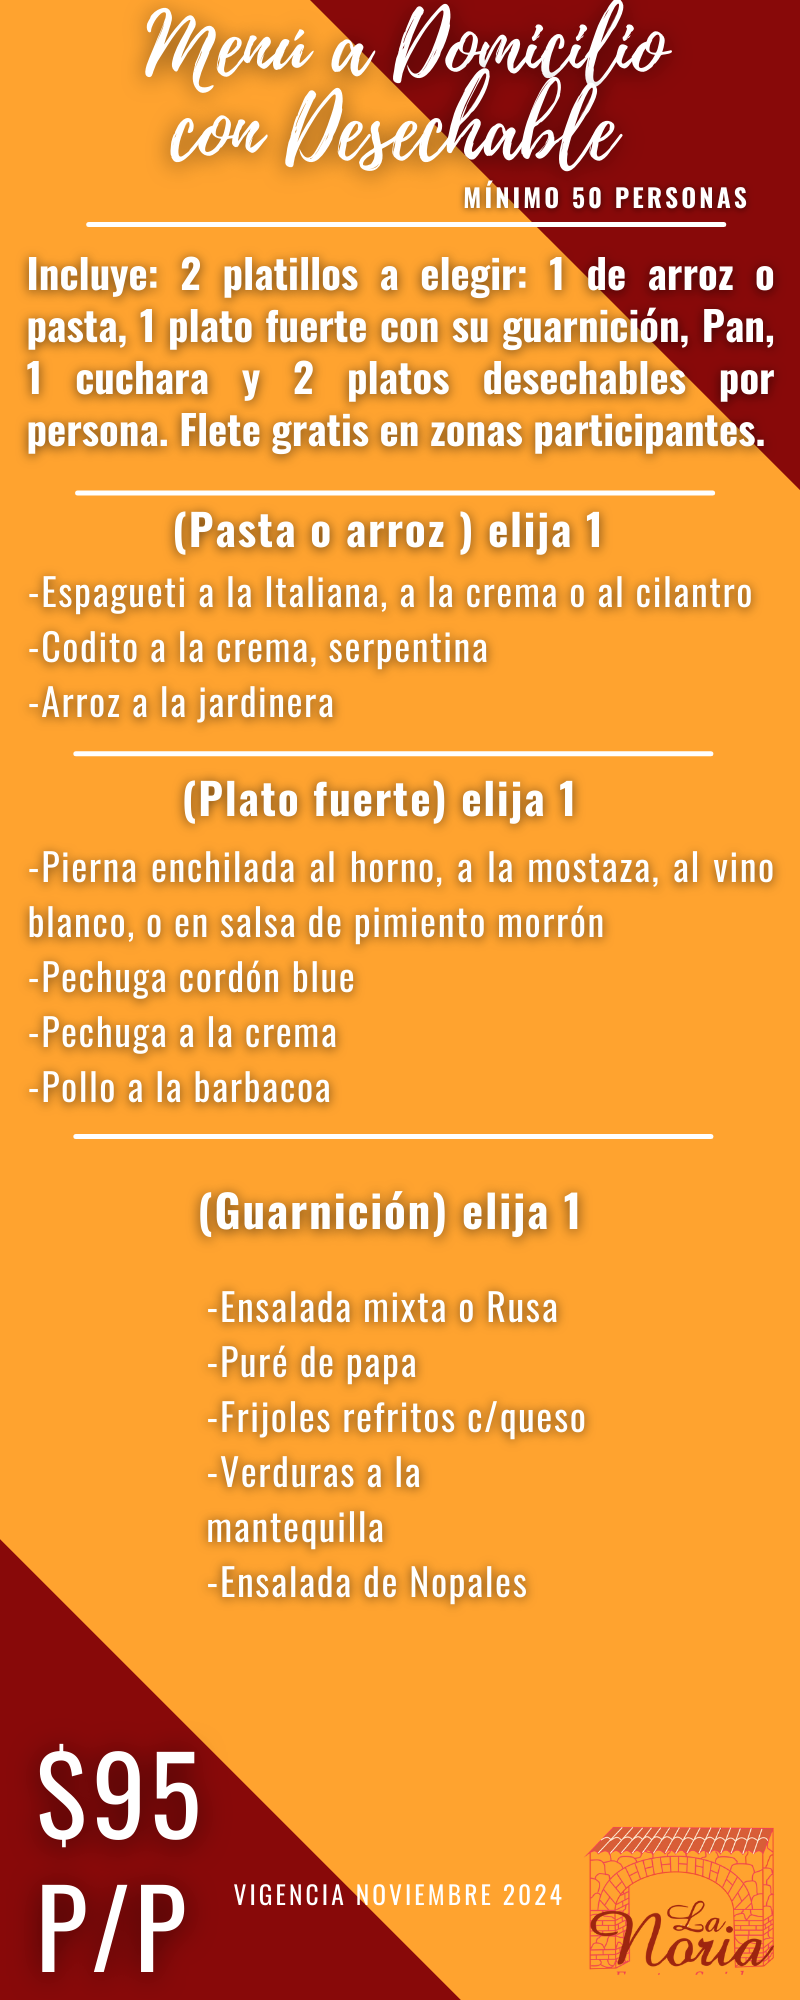 Menú a Domicilio
con Desechable
MÍNIMO 50 PERSONAS
Incluye: 2 platillos a elegir: 1 de arroz o
pasta, 1 plato fuerte con su guarnición, Pan,
1 cuchara y 2 platos desechables por
persona. Flete gratis en zonas participantes.
(Pasta o arroz ) elija 1
-Espagueti a la Italiana, a la crema o al cilantro
-Codito a la crema, serpentina
-Arroz a la jardinera
(Plato fuerte) elija 1
-Pierna enchilada al horno, a la mostaza, al vino
blanco, o en salsa de pimiento morrón
-Pechuga cordón blue
-Pechuga a la crema
-Pollo a la barbacoa
(Guarnición) elija 1
-Ensalada mixta o Rusa
-Puré de papa
-Frijoles refritos c/queso
-Verduras a la
mantequilla
-Ensalada de Nopales
$95
P/P
VIGENCIA NOVIEMBRE 2024
La
Noria